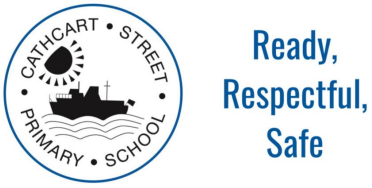 CATHCART • STREET
PRIMARY • SCHOOL
Ready,
Respectful,
Safe